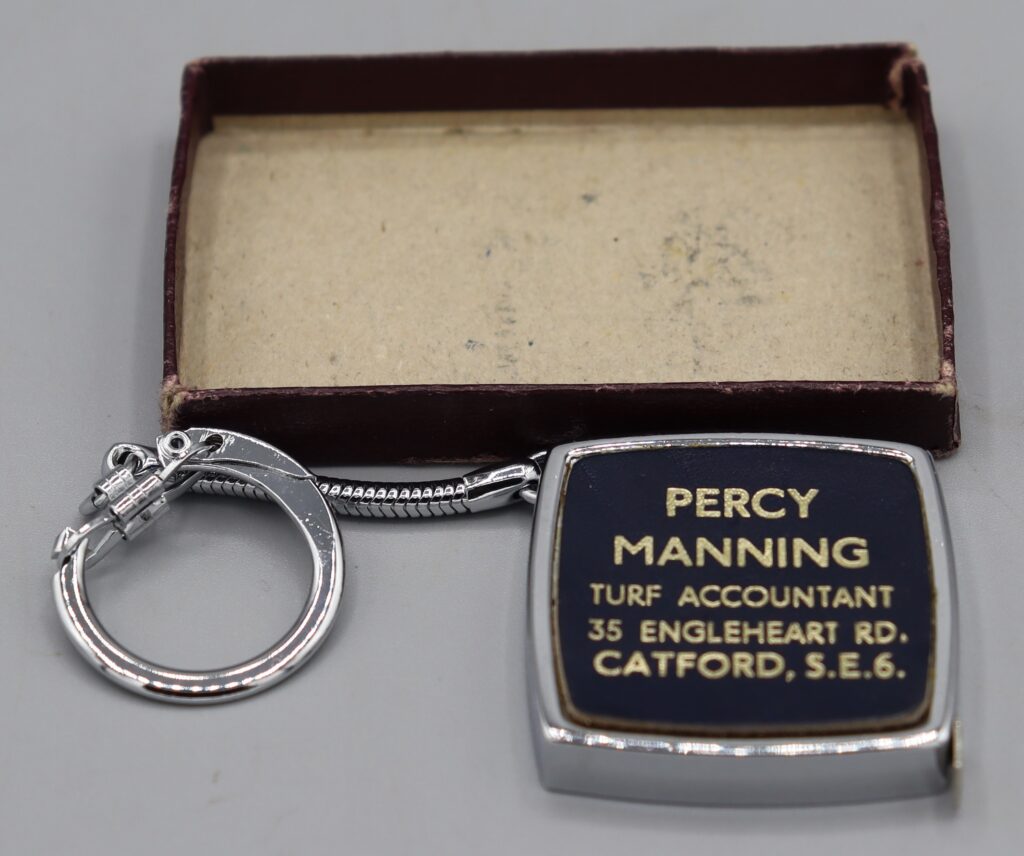 PERCY
MANNING
TURF ACCOUNTANT
35 ENGLEHEART RD.
CATFORD, S.E.6.